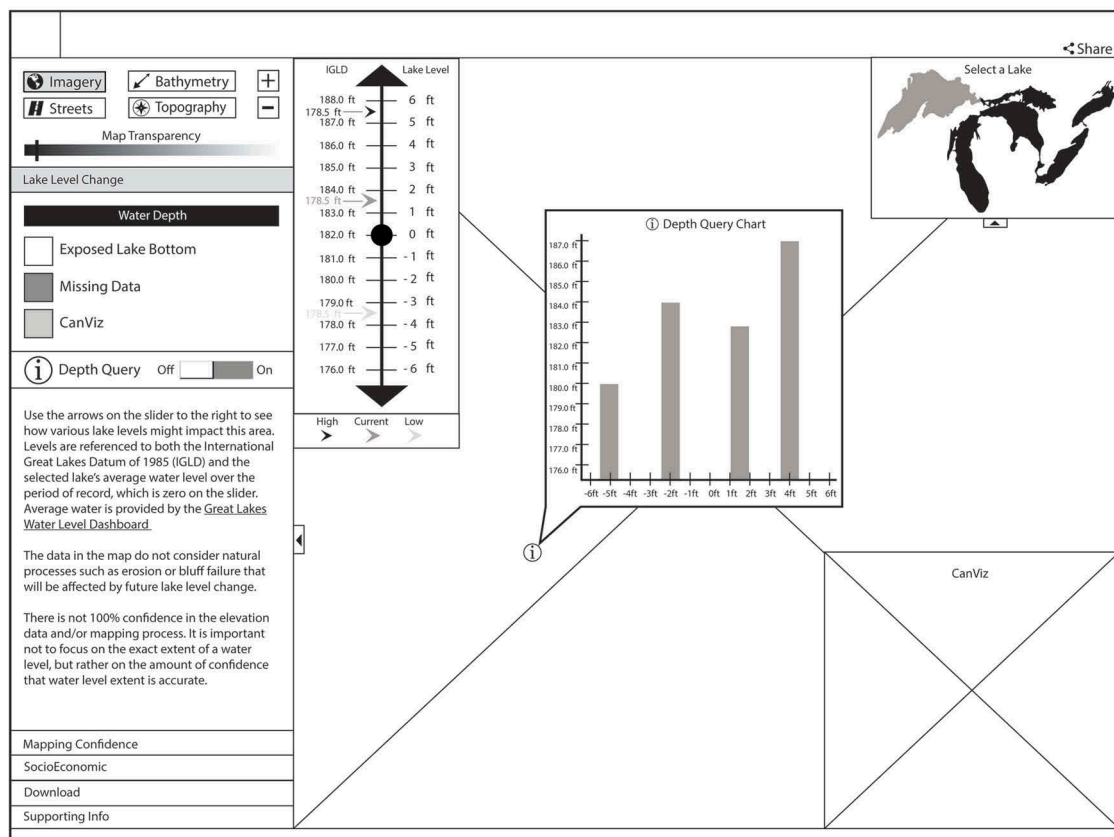 Share
Imagery
Bathymetry
+
Streets
Topography
−
Map Transparency
Lake Level Change
Water Depth
Exposed Lake Bottom
Missing Data
CanViz
i Depth Query Off On
Use the arrows on the slider to the right to see
how various lake levels might impact this area.
Levels are referenced to both the International
Great Lakes Datum of 1985 (IGLD) and the
selected lake's average water level over the
period of record, which is zero on the slider.
Average water is provided by the Great Lakes
Water Level Dashboard
The data in the map do not consider natural
processes such as erosion or bluff failure that
will be affected by future lake level change.
There is not 100% confidence in the elevation
data and/or mapping process. It is important
not to focus on the exact extent of a water
level, but rather on the amount of confidence
that water level extent is accurate.
Mapping Confidence
SocioEconomic
Download
Supporting Info
IGLD Lake Level
188.0 ft 6 ft
178.5 ft
187.0 ft 5 ft
186.0 ft 4 ft
185.0 ft 3 ft
184.0 ft 2 ft
178.5 ft
183.0 ft 1 ft
182.0 ft 0 ft
181.0 ft -1 ft
180.0 ft -2 ft
179.0 ft -3 ft
178.5 ft
178.0 ft -4 ft
177.0 ft -5 ft
176.0 ft -6 ft
High Current Low
i Depth Query Chart
187.0 ft
186.0 ft
185.0 ft
184.0 ft
183.0 ft
182.0 ft
181.0 ft
180.0 ft
179.0 ft
178.0 ft
177.0 ft
176.0 ft
-6ft -5ft -4ft -3ft -2ft -1ft 0ft 1ft 2ft 3ft 4ft 5ft 6ft
i
Select a Lake
CanViz